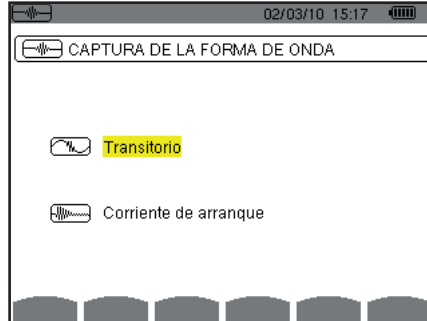 02/03/10 15:17
CAPTURA DE LA FORMA DE ONDA
Transitorio
Corriente de arranque